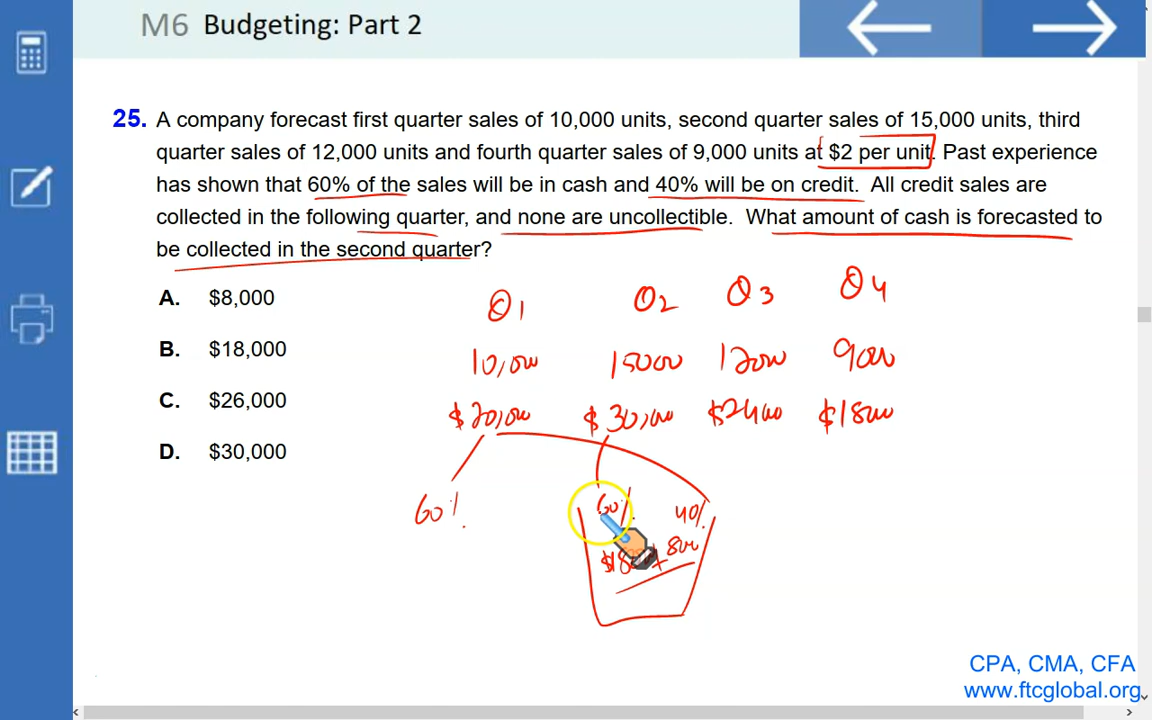 M6 Budgeting: Part 2
25. A company forecast first quarter sales of 10,000 units, second quarter sales of 15,000 units, third
quarter sales of 12,000 units and fourth quarter sales of 9,000 units at $2 per unit. Past experience
has shown that 60% of the sales will be in cash and 40% will be on credit. All credit sales are
collected in the following quarter, and none are uncollectible. What amount of cash is forecasted to
be collected in the second quarter?
A. $8,000
B. $18,000
C. $26,000
D. $30,000
Q1 Q2 Q3 Q4
10,000 15000 12000 9000
$20,000 $30,000 $24000 $18000
60% 60% 40%
+ 8000
CPA, CMA, CFA
www.ftcglobal.org